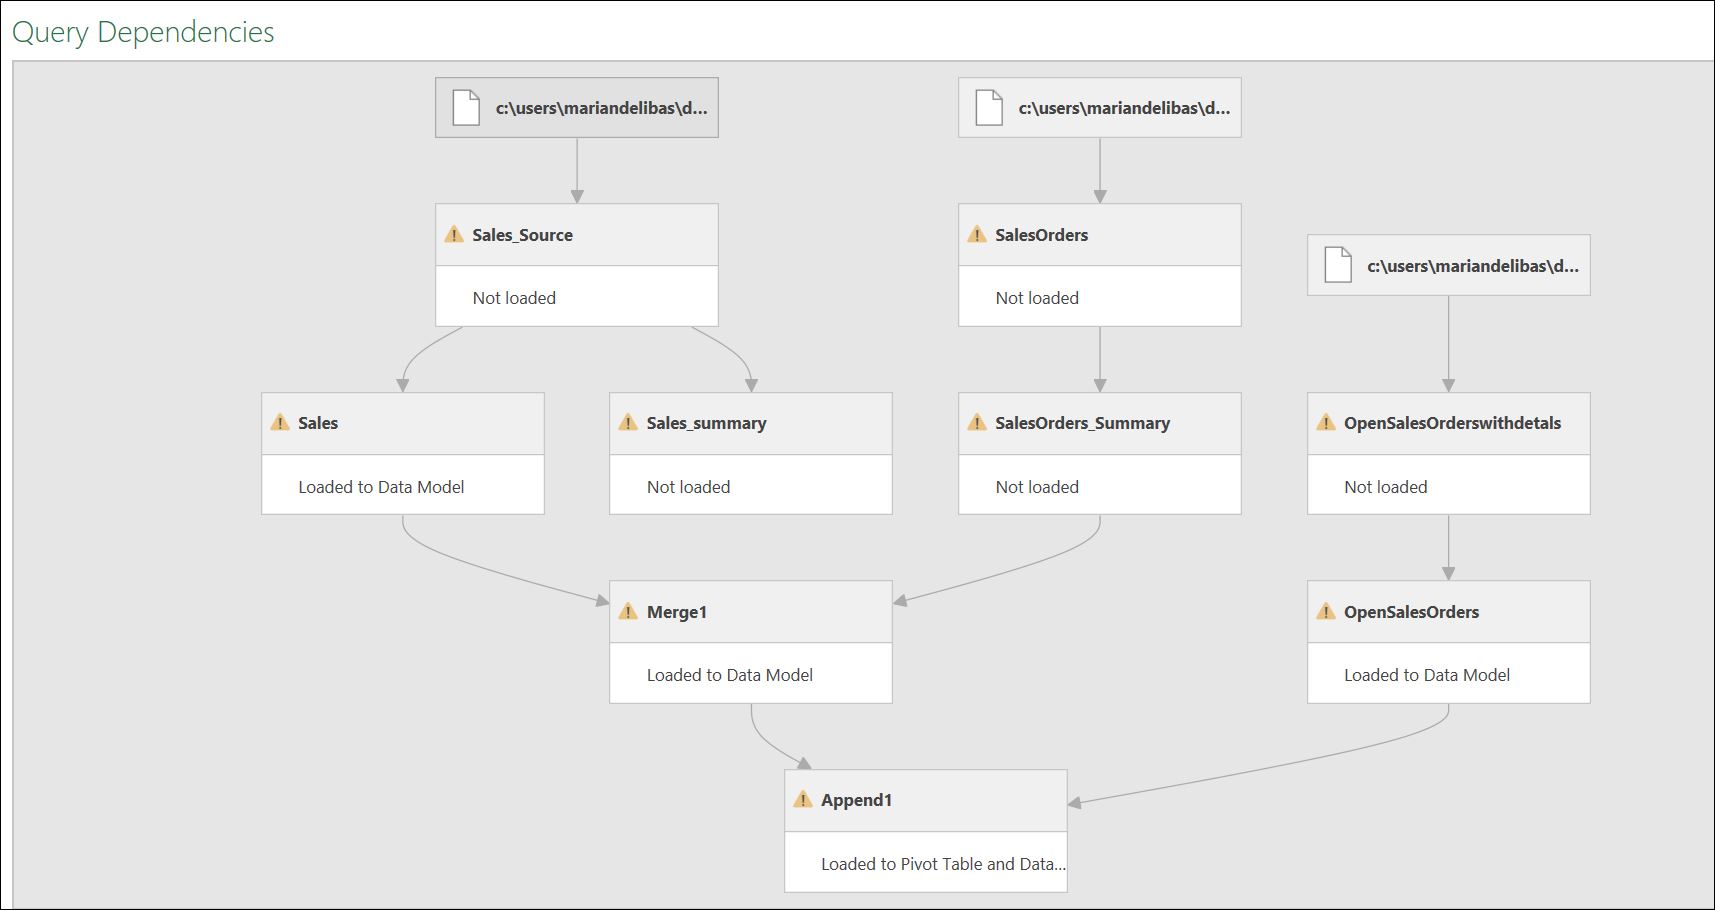 Query Dependencies
c:\users\mariandelibas\d...
c:\users\mariandelibas\d...
Sales_Source
Not loaded
SalesOrders
Not loaded
c:\users\mariandelibas\d...
Sales
Loaded to Data Model
Sales_summary
Not loaded
SalesOrders_Summary
Not loaded
OpenSalesOrderswithdetals
Not loaded
Merge1
Loaded to Data Model
OpenSalesOrders
Loaded to Data Model
Append1
Loaded to Pivot Table and Data...